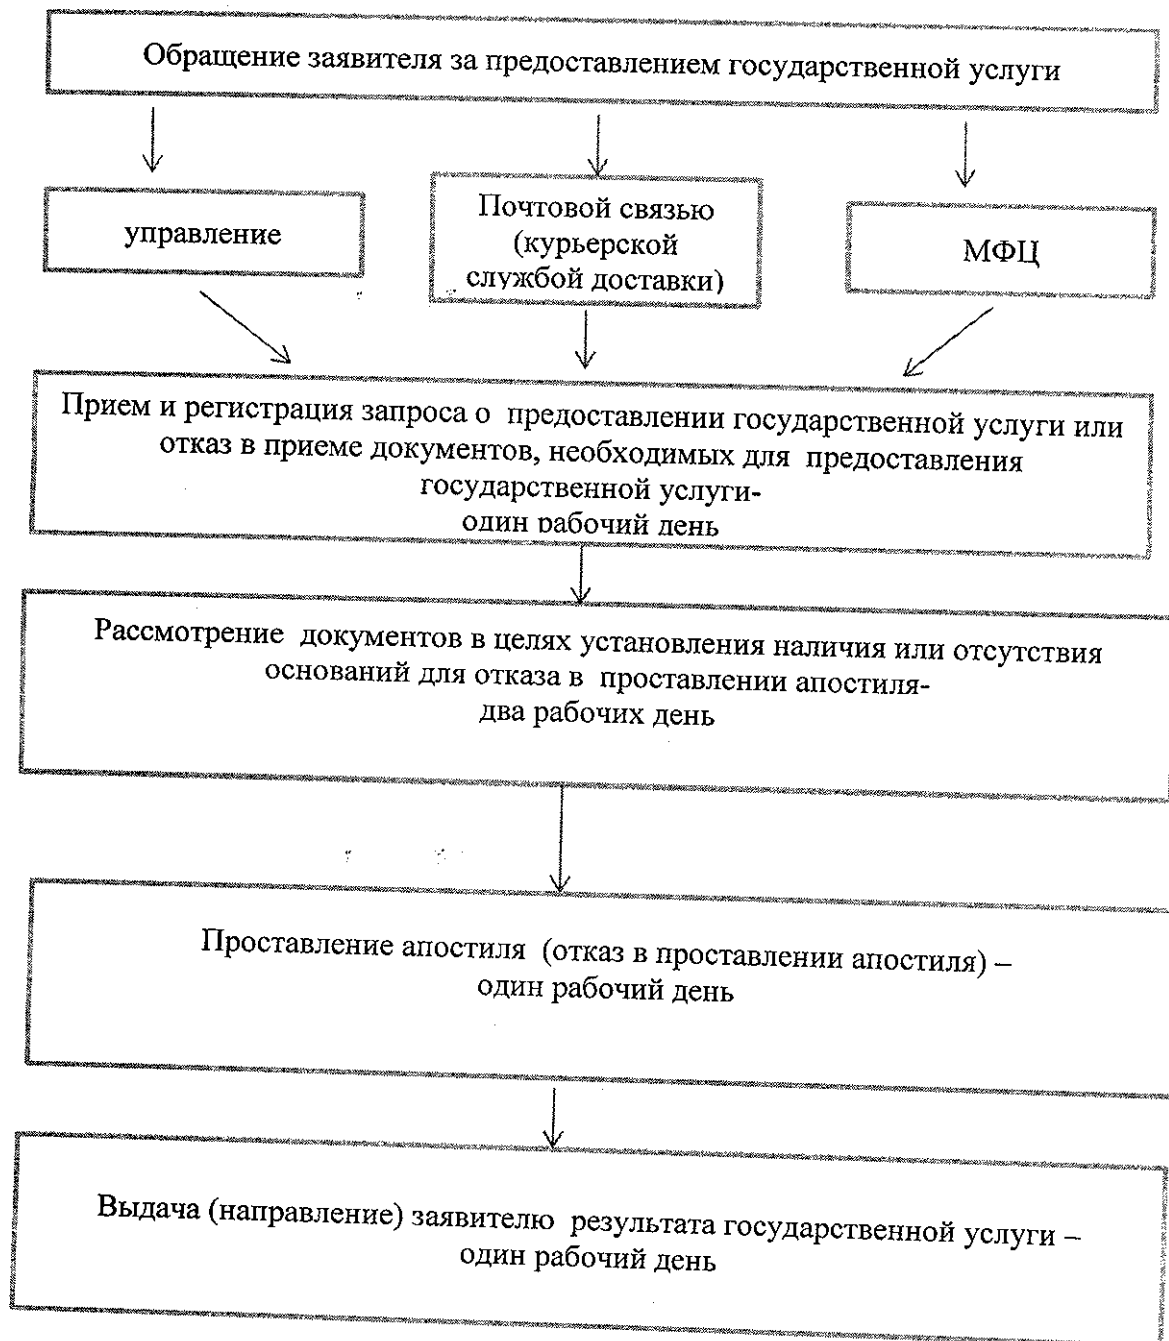 Обращение заявителя за предоставлением государственной услуги
управление
Почтовой связью
(курьерской
службой доставки)
МФЦ
Прием и регистрация запроса о предоставлении государственной услуги или
отказ в приеме документов, необходимых для предоставления
государственной услуги-
один рабочий день
Рассмотрение документов в целях установления наличия или отсутствия
оснований для отказа в проставлении апостиля-
два рабочих день
Проставление апостиля (отказ в проставлении апостиля) –
один рабочий день
Выдача (направление) заявителю результата государственной услуги –
один рабочий день